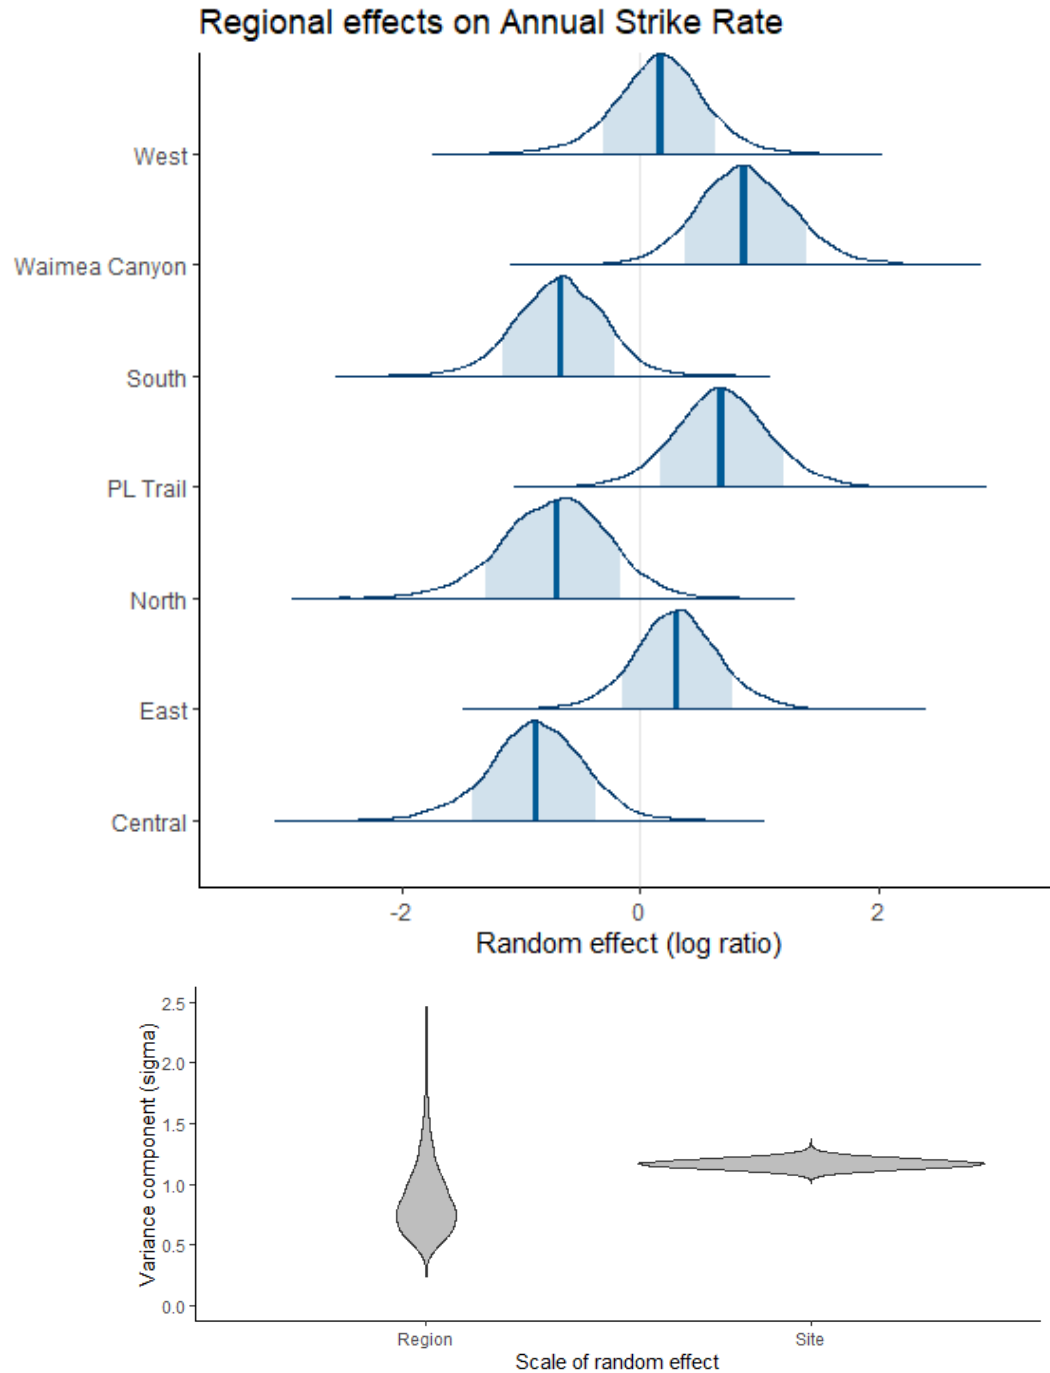 Regional effects on Annual Strike Rate
West
Waimea Canyon
South
PL Trail
North
East
Central
-2 0 2
Random effect (log ratio)
Variance component (sigma)
2.5
2.0
1.5
1.0
0.5
0.0
Region Site
Scale of random effect